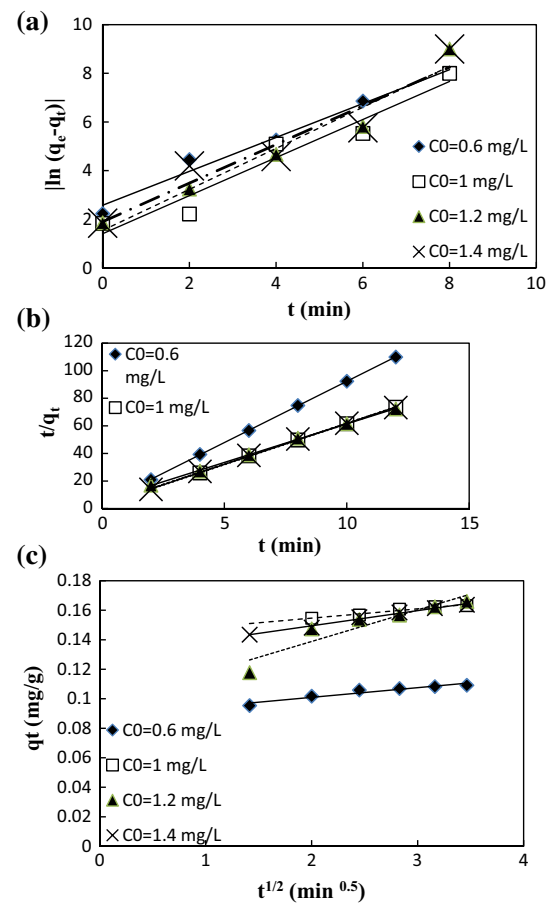 (a)
10
8
6
4
2
0
|ln (qe-qt)|
C0=0.6 mg/L
C0=1 mg/L
C0=1.2 mg/L
C0=1.4 mg/L
0 2 4 6 8 10
t (min)
(b)
120
100
80
60
40
20
0
t/qt
C0=0.6
mg/L
C0=1 mg/L
0 5 10 15
t (min)
(c)
0.18
0.16
0.14
0.12
0.1
0.08
0.06
0.04
0.02
0
qt (mg/g)
C0=0.6 mg/L
C0=1 mg/L
C0=1.2 mg/L
C0=1.4 mg/L
0 1 2 3 4
t^1/2 (min ^0.5)